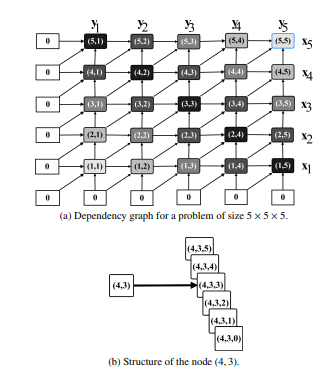 y1 y2 y3 y4 y5
0 (5,1) (5,2) (5,3) (5,4) (5,5) x5
0 (4,1) (4,2) (4,3) (4,4) (4,5) x4
0 (3,1) (3,2) (3,3) (3,4) (3,5) x3
0 (2,1) (2,2) (2,3) (2,4) (2,5) x2
0 (1,1) (1,2) (1,3) (1,4) (1,5) x1
0 0 0 0 0 0
(a) Dependency graph for a problem of size 5 × 5 × 5.
(4,3,5)
(4,3,4)
(4,3) (4,3,3)
(4,3,2)
(4,3,1)
(4,3,0)
(b) Structure of the node (4, 3).